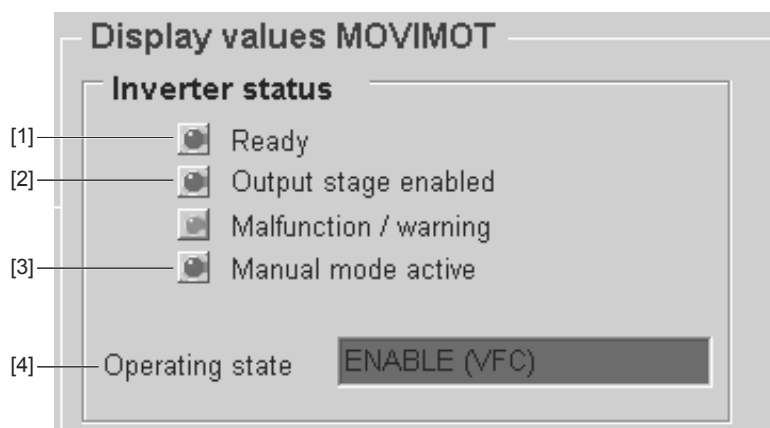 Display values MOVIMOT
Inverter status
[1] Ready
[2] Output stage enabled
Malfunction / warning
[3] Manual mode active
[4] Operating state ENABLE (VFC)